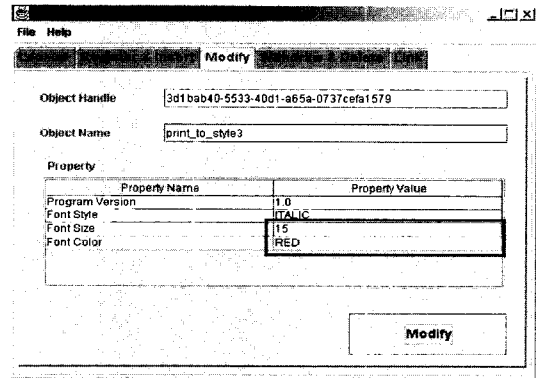 File Help
Modify
Object Handle 3d1bab40-5533-40d1-a65a-0737cefa1579
Object Name print_to_style3
Property
Property Name Property Value
Program Version 1.0
Font Style ITALIC
Font Size 15
Font Color RED
Modify